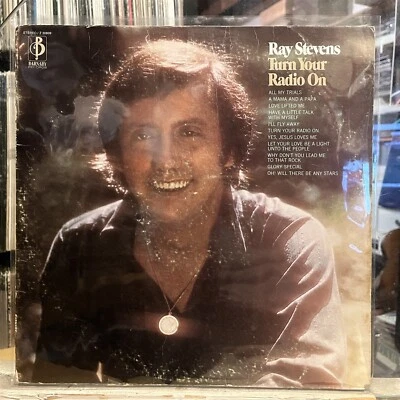 BARNABY
Ray Stevens
Turn Your
Radio On
ALL MY TRIALS
A MAMA AND A PAPA
LOVE LIFTED ME
HAVE A LITTLE TALK
WITH MYSELF
I'LL FLY AWAY
TURN YOUR RADIO ON
YES, JESUS LOVES ME
LET YOUR LOVE BE A LIGHT
UNTO THE PEOPLE
WHY DON'T YOU LEAD ME
TO THAT ROCK
GLORY SPECIAL
OH! WILL THERE BE ANY STARS